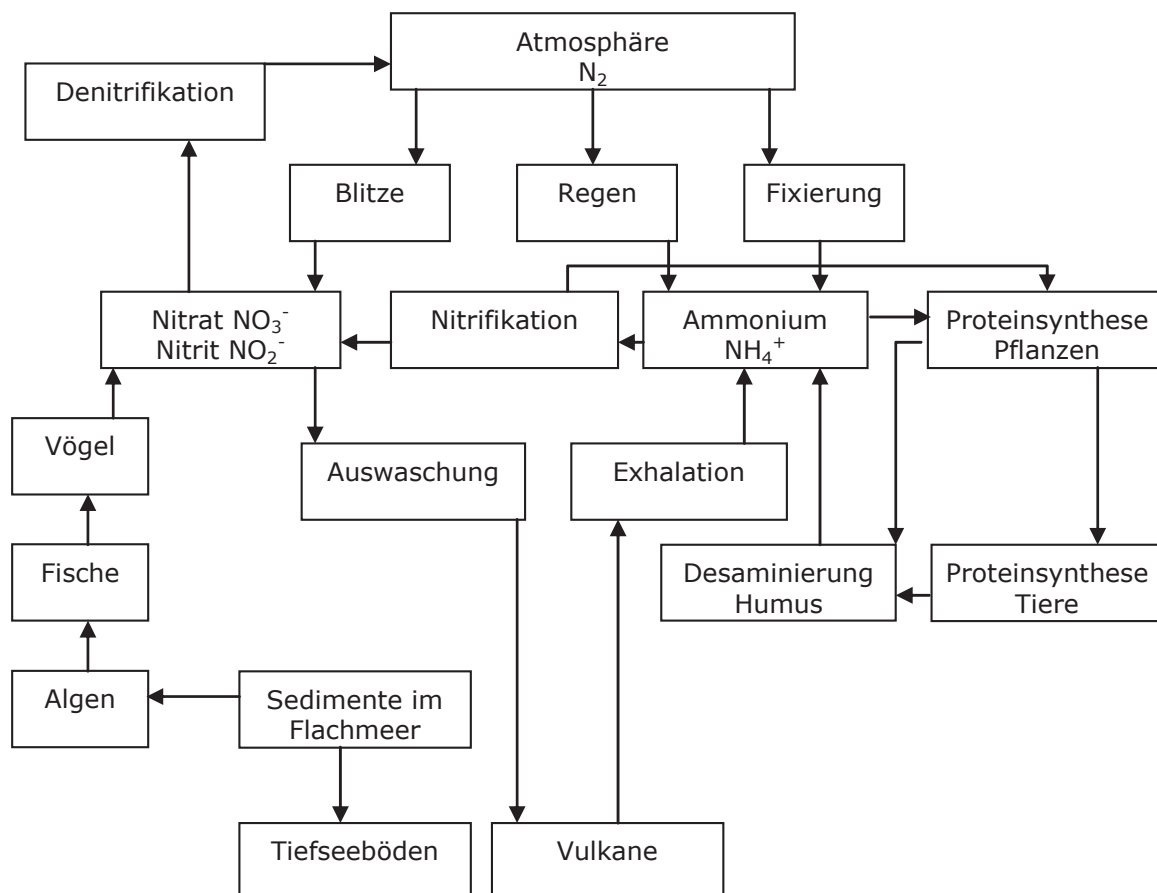 Atmosphäre
N₂
Denitrifikation
Blitze
Regen
Fixierung
Nitrat NO₃⁻
Nitrit NO₂⁻
Nitrifikation
Ammonium
NH₄⁺
Proteinsynthese
Pflanzen
Vögel
Auswaschung
Exhalation
Fische
Desaminierung
Humus
Proteinsynthese
Tiere
Algen
Sedimente im
Flachmeer
Tiefseeböden
Vulkane